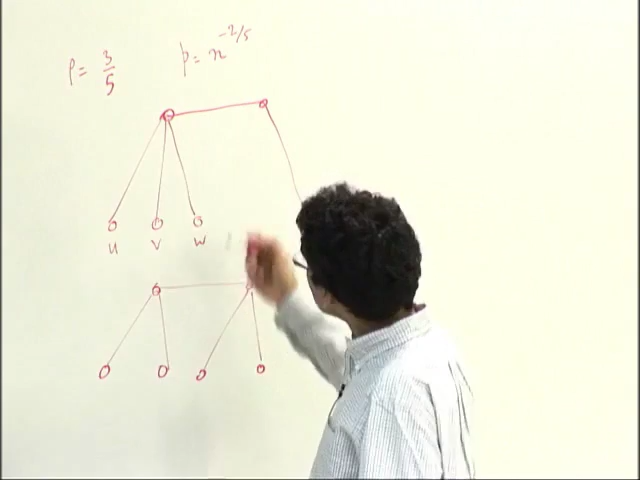 ρ = 3/5 p = n^{-2/5}
u v w